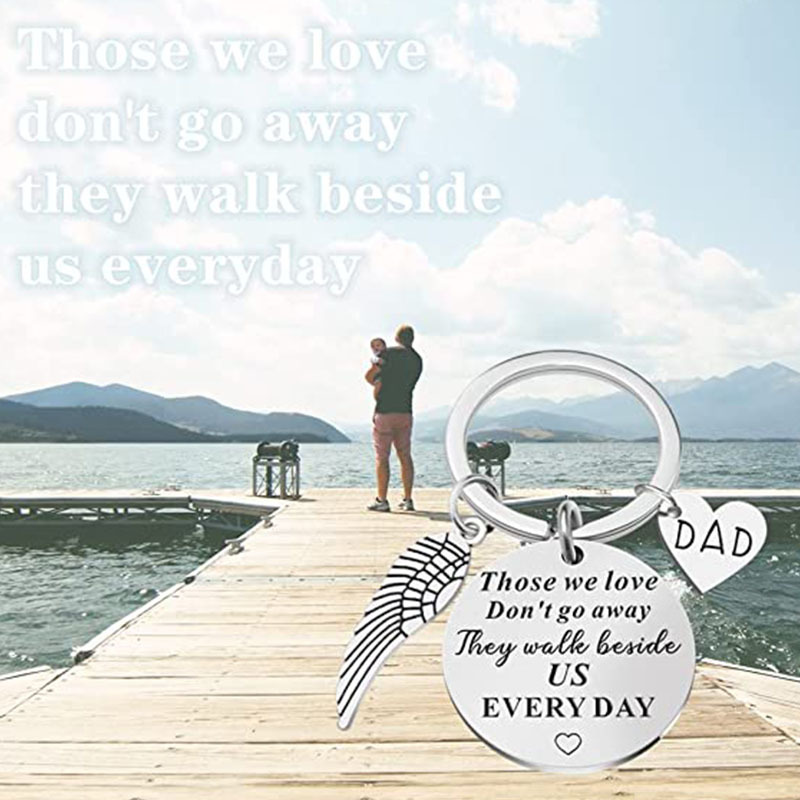 Those we love
don't go away
they walk beside
us everyday
DAD
Those we love
Don't go away
They walk beside
US
EVERY DAY